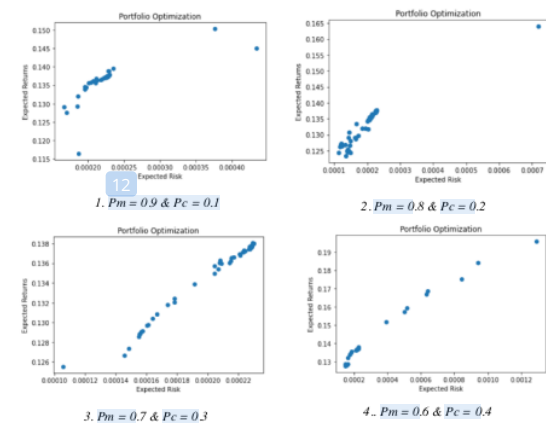 Portfolio Optimization
0.150
0.145
0.140
0.135
0.130
0.125
0.120
0.115
Expected Returns
0.00020 0.00025 0.00030 0.00035 0.00040
Expected Risk
12
1. Pm = 0.9 & Pc = 0.1
Portfolio Optimization
0.165
0.160
0.155
0.150
0.145
0.140
0.135
0.130
0.125
Expected Returns
0.0001 0.0002 0.0003 0.0004 0.0005 0.0006 0.0007
Expected Risk
2. Pm = 0.8 & Pc = 0.2
Portfolio Optimization
0.138
0.136
0.134
0.132
0.130
0.128
0.126
Expected Returns
0.00010 0.00012 0.00014 0.00016 0.00018 0.00020 0.00022
Expected Risk
3. Pm = 0.7 & Pc = 0.3
Portfolio Optimization
0.19
0.18
0.17
0.16
0.15
0.14
0.13
Expected Returns
0.0002 0.0004 0.0006 0.0008 0.0010 0.0012
Expected Risk
4.. Pm = 0.6 & Pc = 0.4